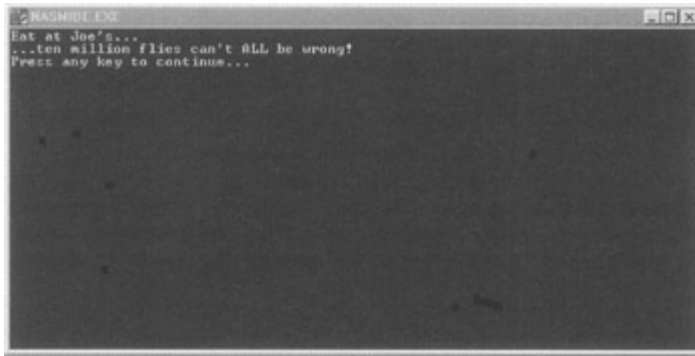 NASMIDE.EXE
Eat at Joe's...
...ten million flies can't ALL be wrong!
Press any key to continue...